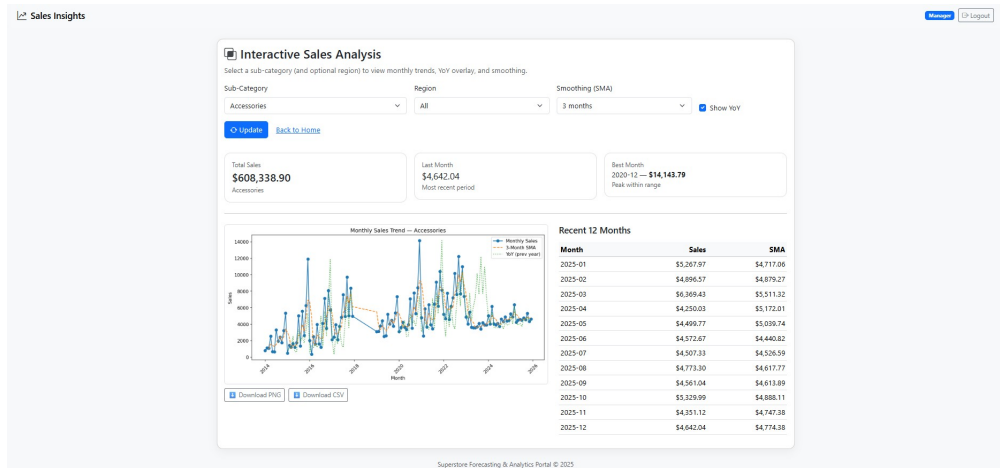 Sales Insights
Manager
Logout
Interactive Sales Analysis
Select a sub-category (and optional region) to view monthly trends, YoY overlay, and smoothing.
Sub-Category
Region
Smoothing (SMA)
Accessories
All
3 months
Show YoY
Update
Back to Home
Total Sales
$608,338.90
Accessories
Last Month
$4,642.04
Most recent period
Best Month
2020-12 — $14,143.79
Peak within range
Monthly Sales Trend — Accessories
Monthly Sales
3-Month SMA
YoY (prev year)
Sales
14000
12000
10000
8000
6000
4000
2000
0
2014
2016
2018
2020
2022
2024
2026
Month
Download PNG
Download CSV
Recent 12 Months
Month Sales SMA
2025-01 $5,267.97 $4,717.06
2025-02 $4,896.57 $4,879.27
2025-03 $6,369.43 $5,511.32
2025-04 $4,250.03 $5,172.01
2025-05 $4,499.77 $5,039.74
2025-06 $4,572.67 $4,440.82
2025-07 $4,507.33 $4,526.59
2025-08 $4,773.30 $4,617.77
2025-09 $4,561.04 $4,613.89
2025-10 $5,329.99 $4,888.11
2025-11 $4,351.12 $4,747.38
2025-12 $4,642.04 $4,774.38
Superstore Forecasting & Analytics Portal © 2025